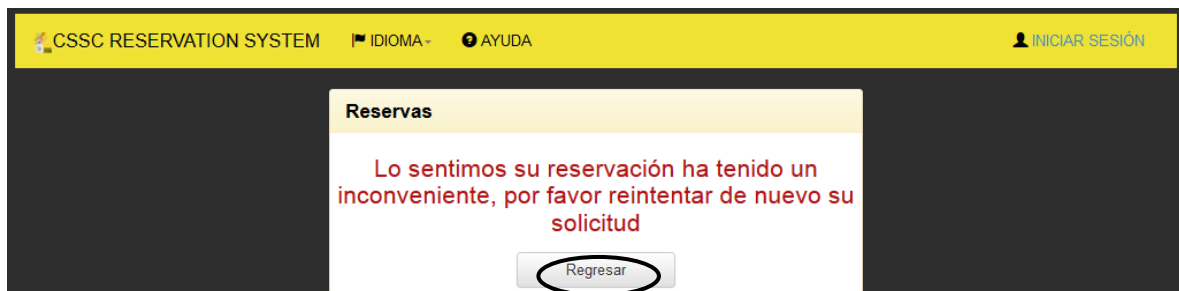 CSSC RESERVATION SYSTEM IDIOMA AYUDA INICIAR SESIÓN
Reservas
Lo sentimos su reservación ha tenido un
inconveniente, por favor reintentar de nuevo su
solicitud
Regresar